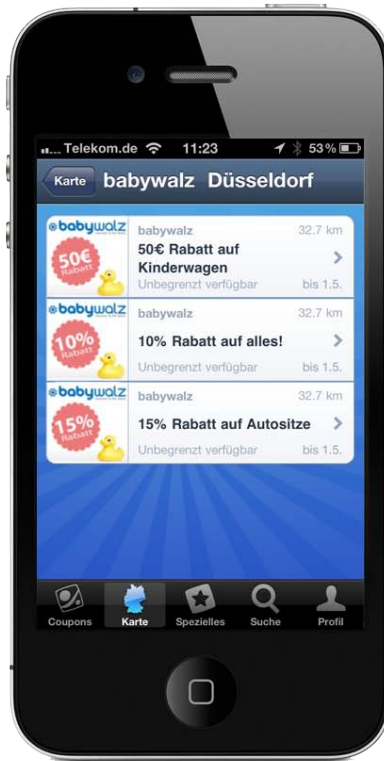 Telekom.de 11:23 53%
Karte babywalz Düsseldorf
babywalz babywalz 32.7 km
50€ Rabatt 50€ Rabatt auf
Kinderwagen
Unbegrenzt verfügbar bis 1.5.
babywalz babywalz 32.7 km
10% Rabatt 10% Rabatt auf alles!
Unbegrenzt verfügbar bis 1.5.
babywalz babywalz 32.7 km
15% Rabatt 15% Rabatt auf Autositze
Unbegrenzt verfügbar bis 1.5.
Coupons Karte Spezielles Suche Profil